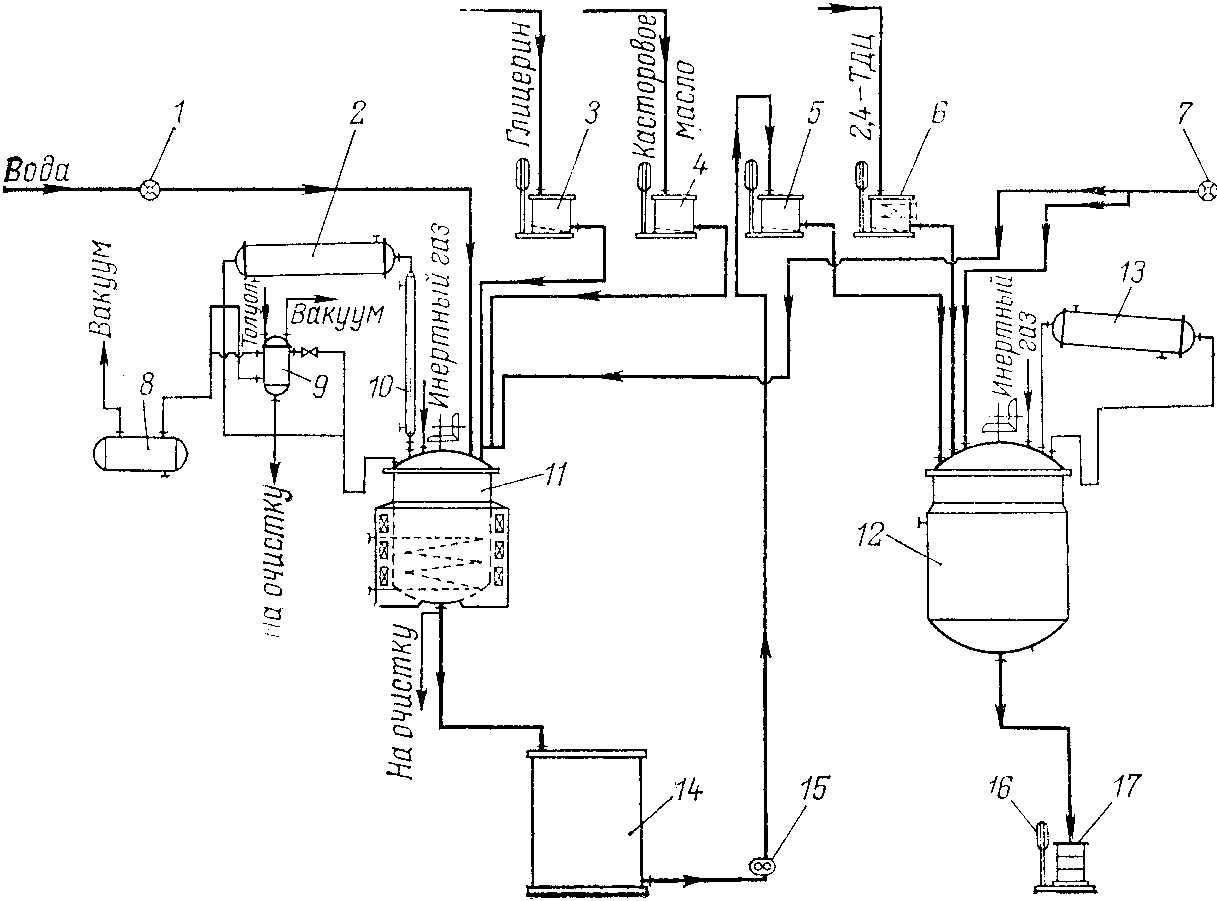 Глицерин
Касторовое
масло
2,4-ТДЦ
1
2
3
4
5
6
7
Вода
Вакуум
Толуол
Вакуум
Инертный газ
Инертный
газ
13
8
9
10
11
12
На очистку
На очистку
14
15
16
17